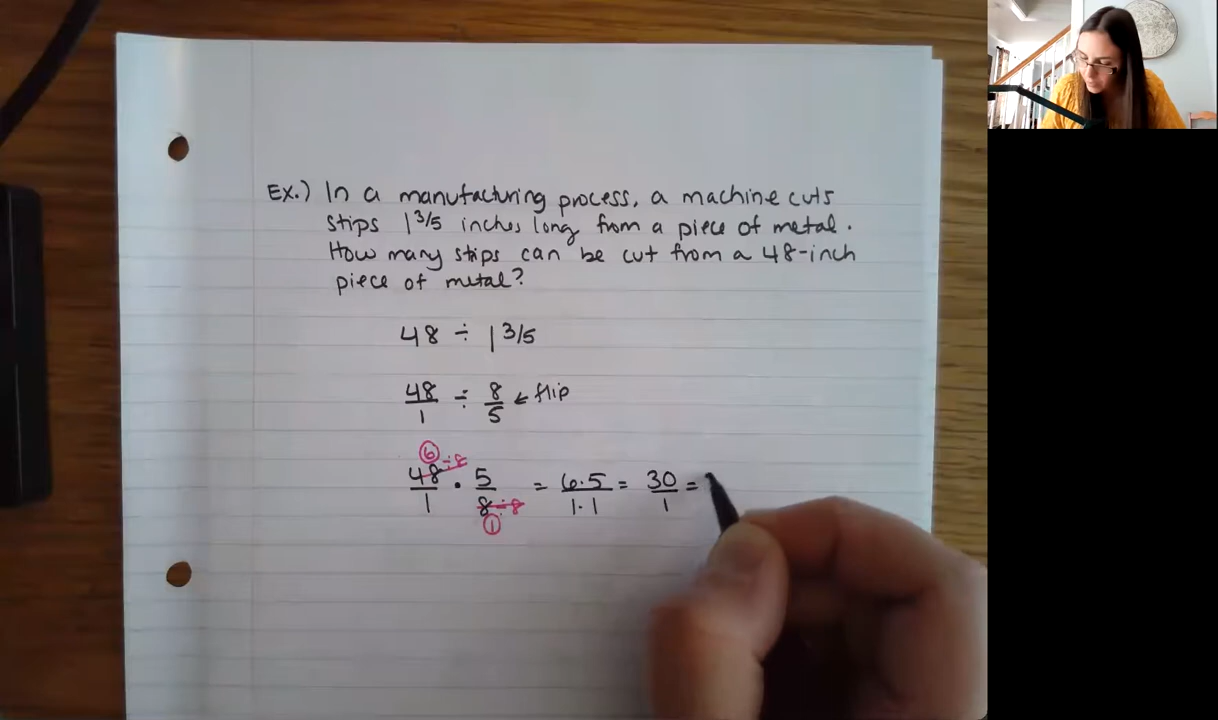 Ex.) In a manufacturing process, a machine cuts
stips 1 3/5 inches long from a piece of metal.
How many stips can be cut from a 48-inch
piece of metal?
48 ÷ 1 3/5
48/1 ÷ 8/5 ← flip
6 ÷8
48/1 • 5/8 ÷8 = 6·5/1·1 = 30/1 =
1